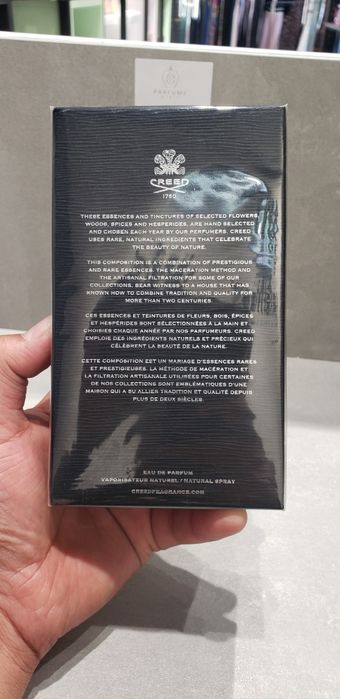 PARFUMS
CREED
1760
THESE ESSENCES AND TINCTURES OF SELECTED FLOWERS,
WOODS, SPICES AND HESPERIDES, ARE HAND SELECTED
AND CHOSEN EACH YEAR BY OUR PERFUMERS. CREED
USES RARE, NATURAL INGREDIENTS THAT CELEBRATE
THE BEAUTY OF NATURE.
THIS COMPOSITION IS A COMBINATION OF PRESTIGIOUS
AND RARE ESSENCES. THE MACERATION METHOD AND
THE ARTISANAL FILTRATION FOR SOME OF OUR
COLLECTIONS, BEAR WITNESS TO A HOUSE THAT HAS
KNOWN HOW TO COMBINE TRADITION AND QUALITY FOR
MORE THAN TWO CENTURIES.
CES ESSENCES ET TEINTURES DE FLEURS, BOIS, ÉPICES
ET HESPÉRIDÉS SONT SÉLECTIONNÉES À LA MAIN ET
CHOISIES CHAQUE ANNÉE PAR NOS PARFUMEURS. CREED
EMPLOIE DES INGRÉDIENTS NATURELS ET PRÉCIEUX QUI
CÉLÈBRENT LA BEAUTÉ DE LA NATURE.
CETTE COMPOSITION EST UN MARIAGE D'ESSENCES RARES
ET PRESTIGIEUSES. LA MÉTHODE DE MACÉRATION ET
LA FILTRATION ARTISANALE UTILISÉES POUR CERTAINES
DE NOS COLLECTIONS SONT EMBLÉMATIQUES D'UNE
MAISON QUI A SU ALLIER TRADITION ET QUALITÉ DEPUIS
PLUS DE DEUX SIÈCLES.
EAU DE PARFUM
VAPORISATEUR NATUREL / NATURAL SPRAY
CREEDFRAGRANCE.COM